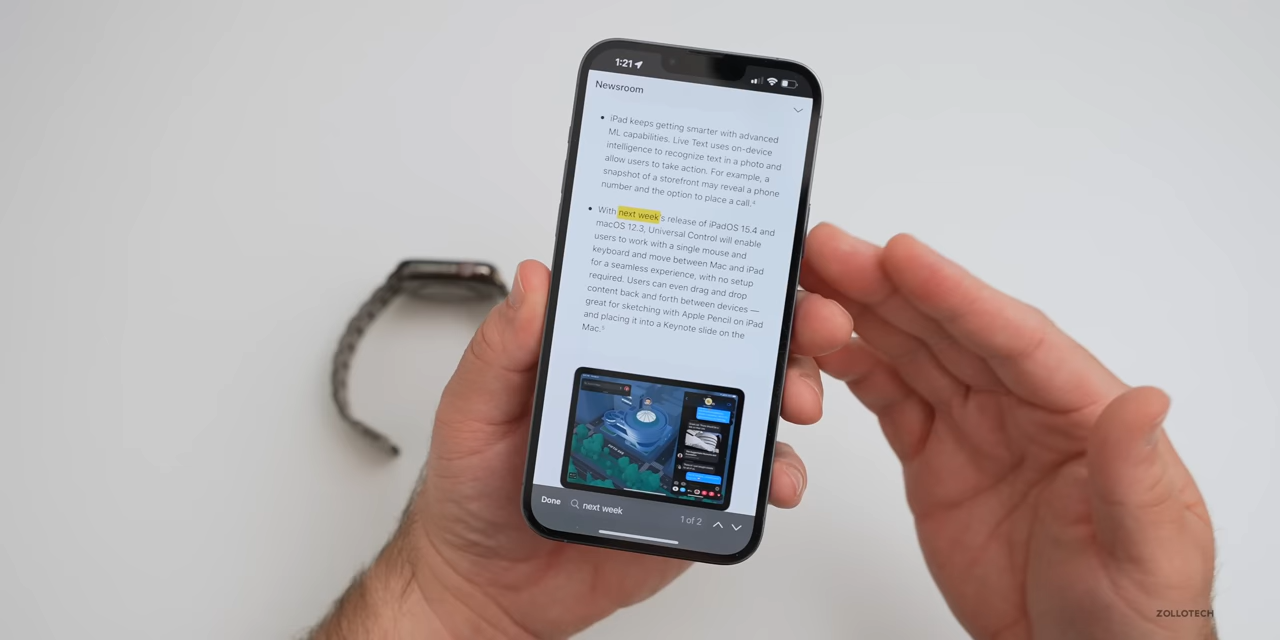 1:21
Newsroom
• iPad keeps getting smarter with advanced
ML capabilities. Live Text uses on-device
intelligence to recognize text in a photo and
allow users to take action. For example, a
snapshot of a storefront may reveal a phone
number and the option to place a call.⁴
• With next week's release of iPadOS 15.4 and
macOS 12.3, Universal Control will enable
users to work with a single mouse and
keyboard and move between Mac and iPad
for a seamless experience, with no setup
required. Users can even drag and drop
content back and forth between devices —
great for sketching with Apple Pencil on iPad
and placing it into a Keynote slide on the
Mac.⁵
Done next week 1 of 2
ZOLLOTECH